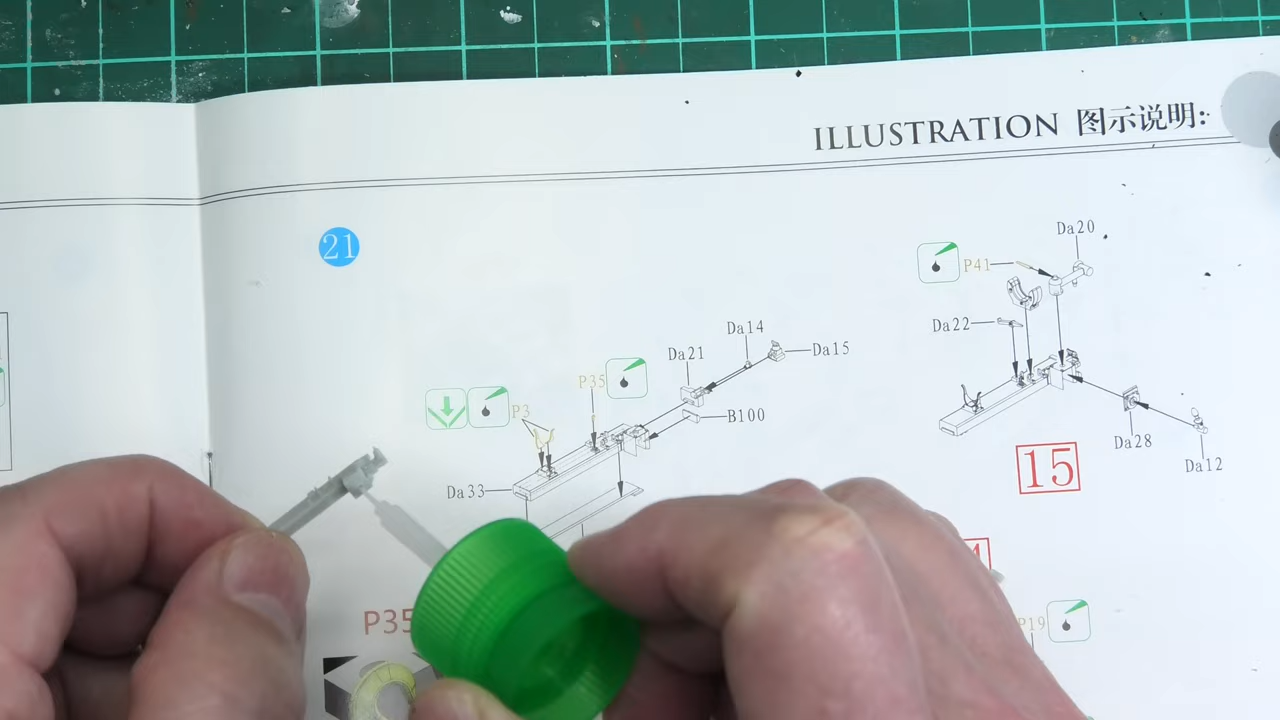 ILLUSTRATION 图示说明:
21
Da20
P41
Da22
Da14
Da15
Da21
P35
B100
P3
Da33
Da28
Da12
15
P35
P19